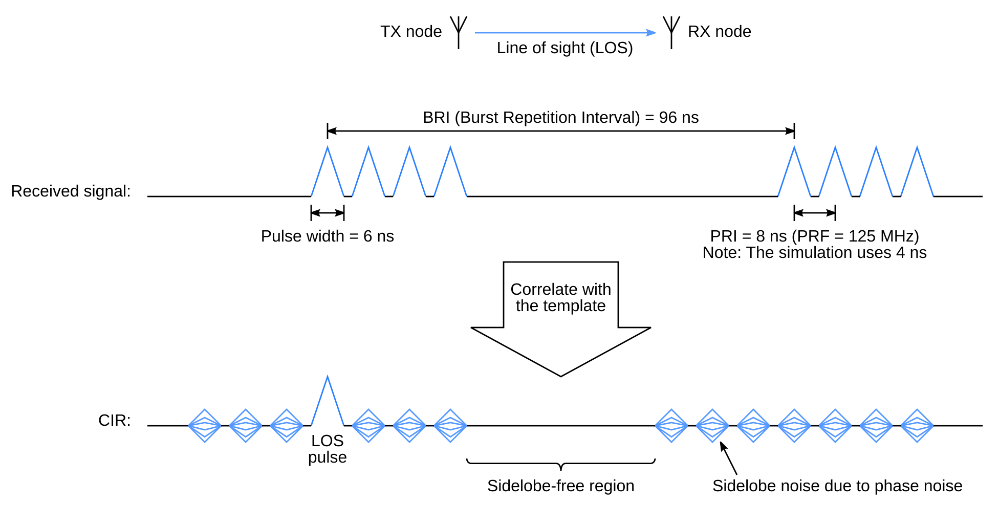 TX node
RX node
Line of sight (LOS)
BRI (Burst Repetition Interval) = 96 ns
Received signal:
Pulse width = 6 ns
PRI = 8 ns (PRF = 125 MHz)
Note: The simulation uses 4 ns
Correlate with
the template
CIR:
LOS
pulse
Sidelobe-free region
Sidelobe noise due to phase noise